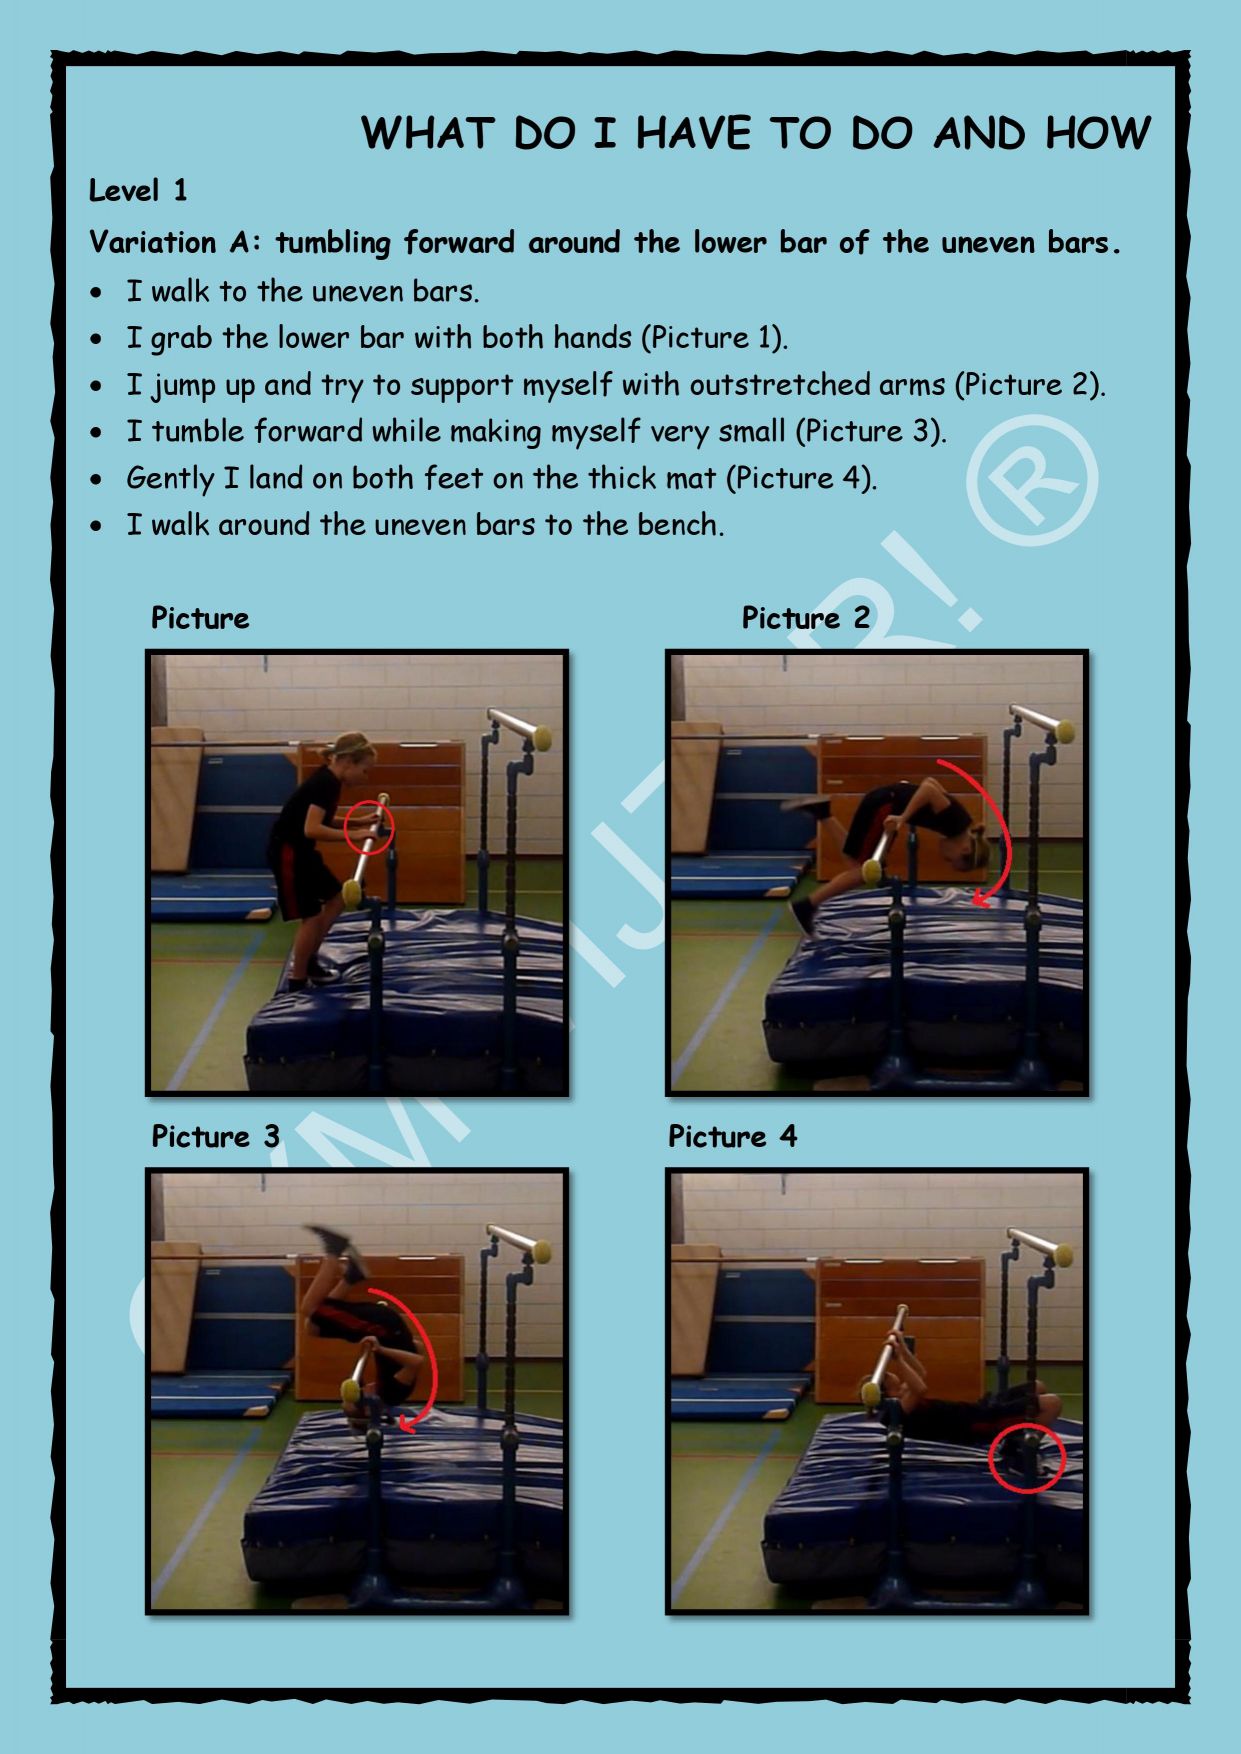 WHAT DO I HAVE TO DO AND HOW
Level 1
Variation A: tumbling forward around the lower bar of the uneven bars.
• I walk to the uneven bars.
• I grab the lower bar with both hands (Picture 1).
• I jump up and try to support myself with outstretched arms (Picture 2).
• I tumble forward while making myself very small (Picture 3).
• Gently I land on both feet on the thick mat (Picture 4).
• I walk around the uneven bars to the bench.
Picture
Picture 2
Picture 3
Picture 4